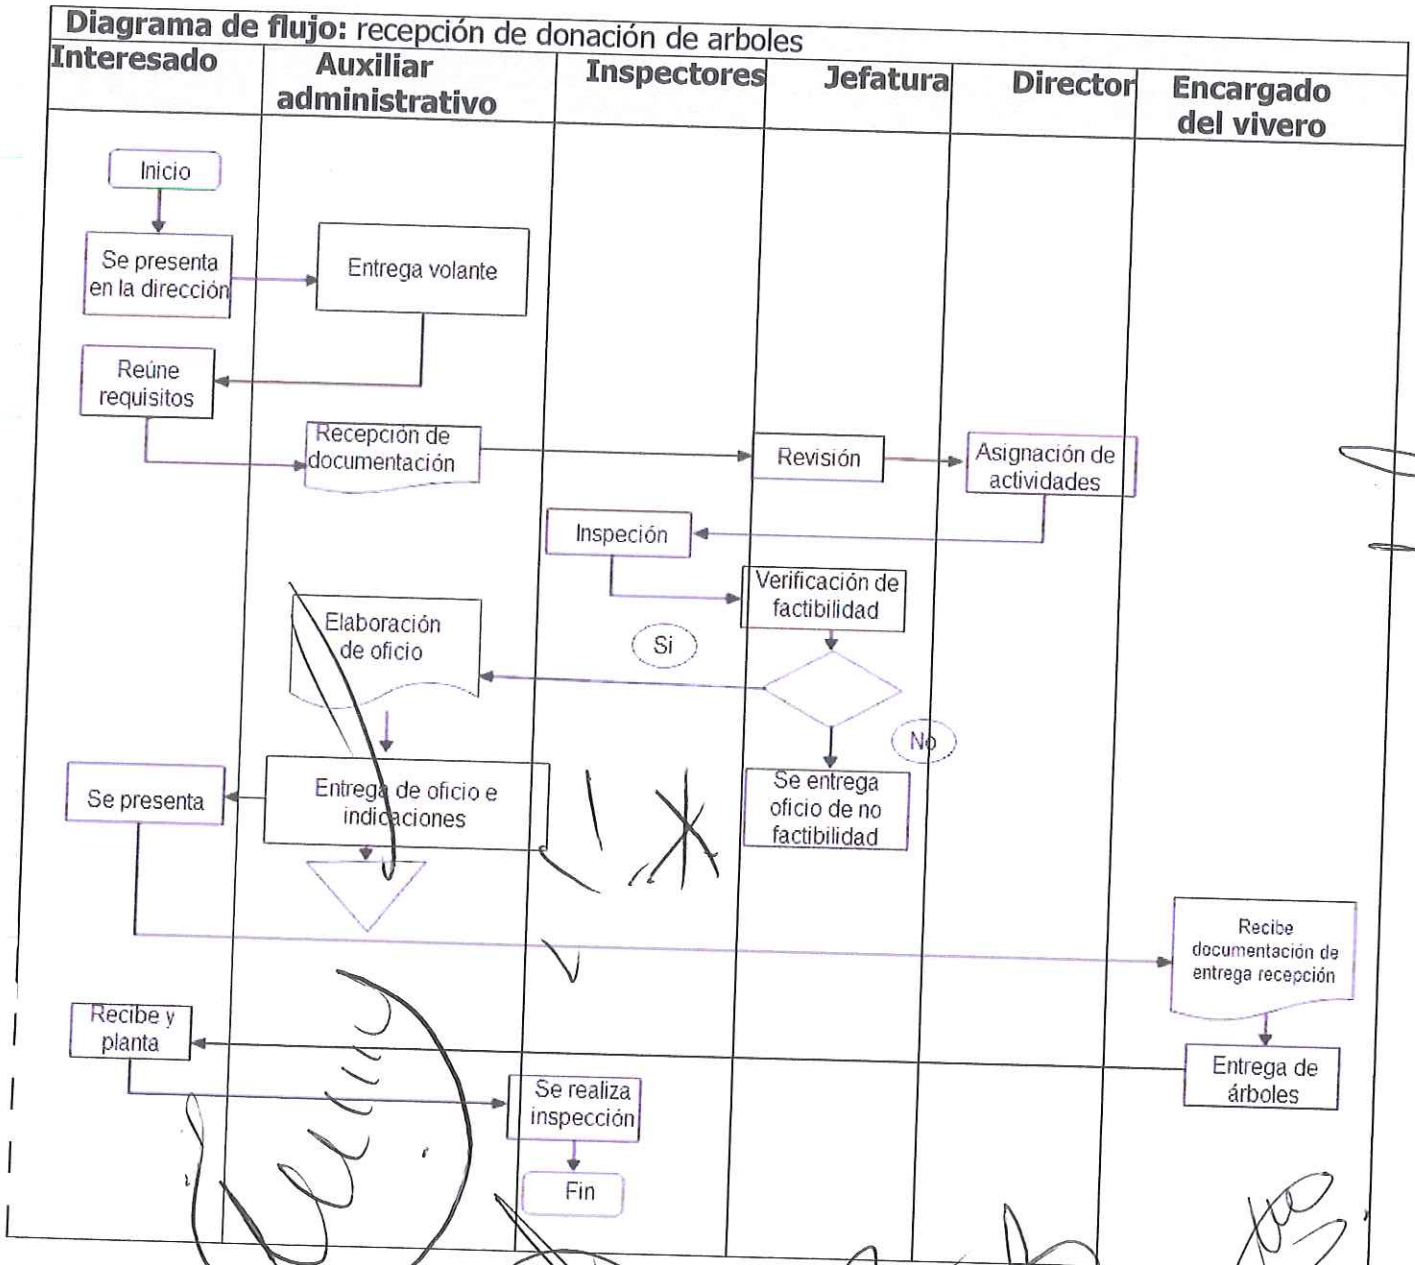 Diagrama de flujo: recepción de donación de arboles
Interesado
Auxiliar
administrativo
Inspectores
Jefatura
Director
Encargado
del vivero
Inicio
Se presenta
en la dirección
Entrega volante
Reúne
requisitos
Recepción de
documentación
Revisión
Asignación de
actividades
Inspeción
Verificación de
factibilidad
Elaboración
de oficio
Si
No
Se presenta
Entrega de oficio e
indicaciones
Se entrega
oficio de no
factibilidad
Recibe
documentación de
entrega recepción
Recibe y
planta
Entrega de
árboles
Se realiza
inspección
Fin